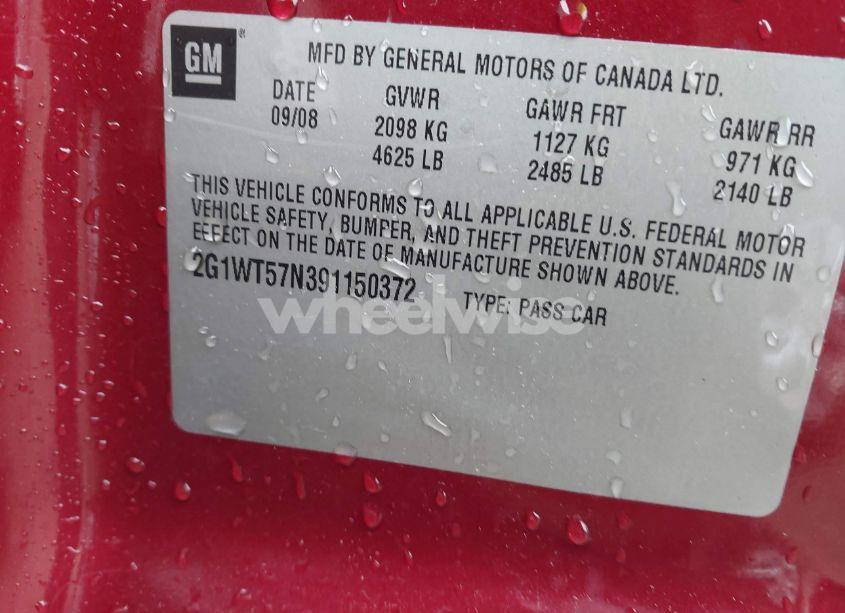 GM ®
MFD BY GENERAL MOTORS OF CANADA LTD.
DATE GVWR GAWR FRT GAWR RR
09/08 2098 KG 1127 KG 971 KG
4625 LB 2485 LB 2140 LB
THIS VEHICLE CONFORMS TO ALL APPLICABLE U.S. FEDERAL MOTOR
VEHICLE SAFETY, BUMPER, AND THEFT PREVENTION STANDARDS IN
EFFECT ON THE DATE OF MANUFACTURE SHOWN ABOVE.
2G1WT57N391150372 TYPE: PASS CAR
wheelwise